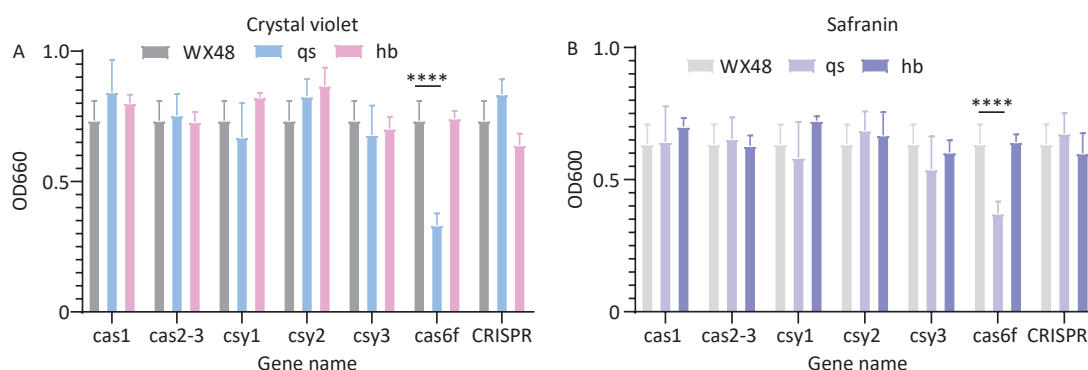 Crystal violet
A
WX48 qs hb
****
1.0
0.5
0
OD660
cas1 cas2-3 csy1 csy2 csy3 cas6f CRISPR
Gene name
Safranin
B
WX48 qs hb
****
1.0
0.5
0
OD600
cas1 cas2-3 csy1 csy2 csy3 cas6f CRISPR
Gene name